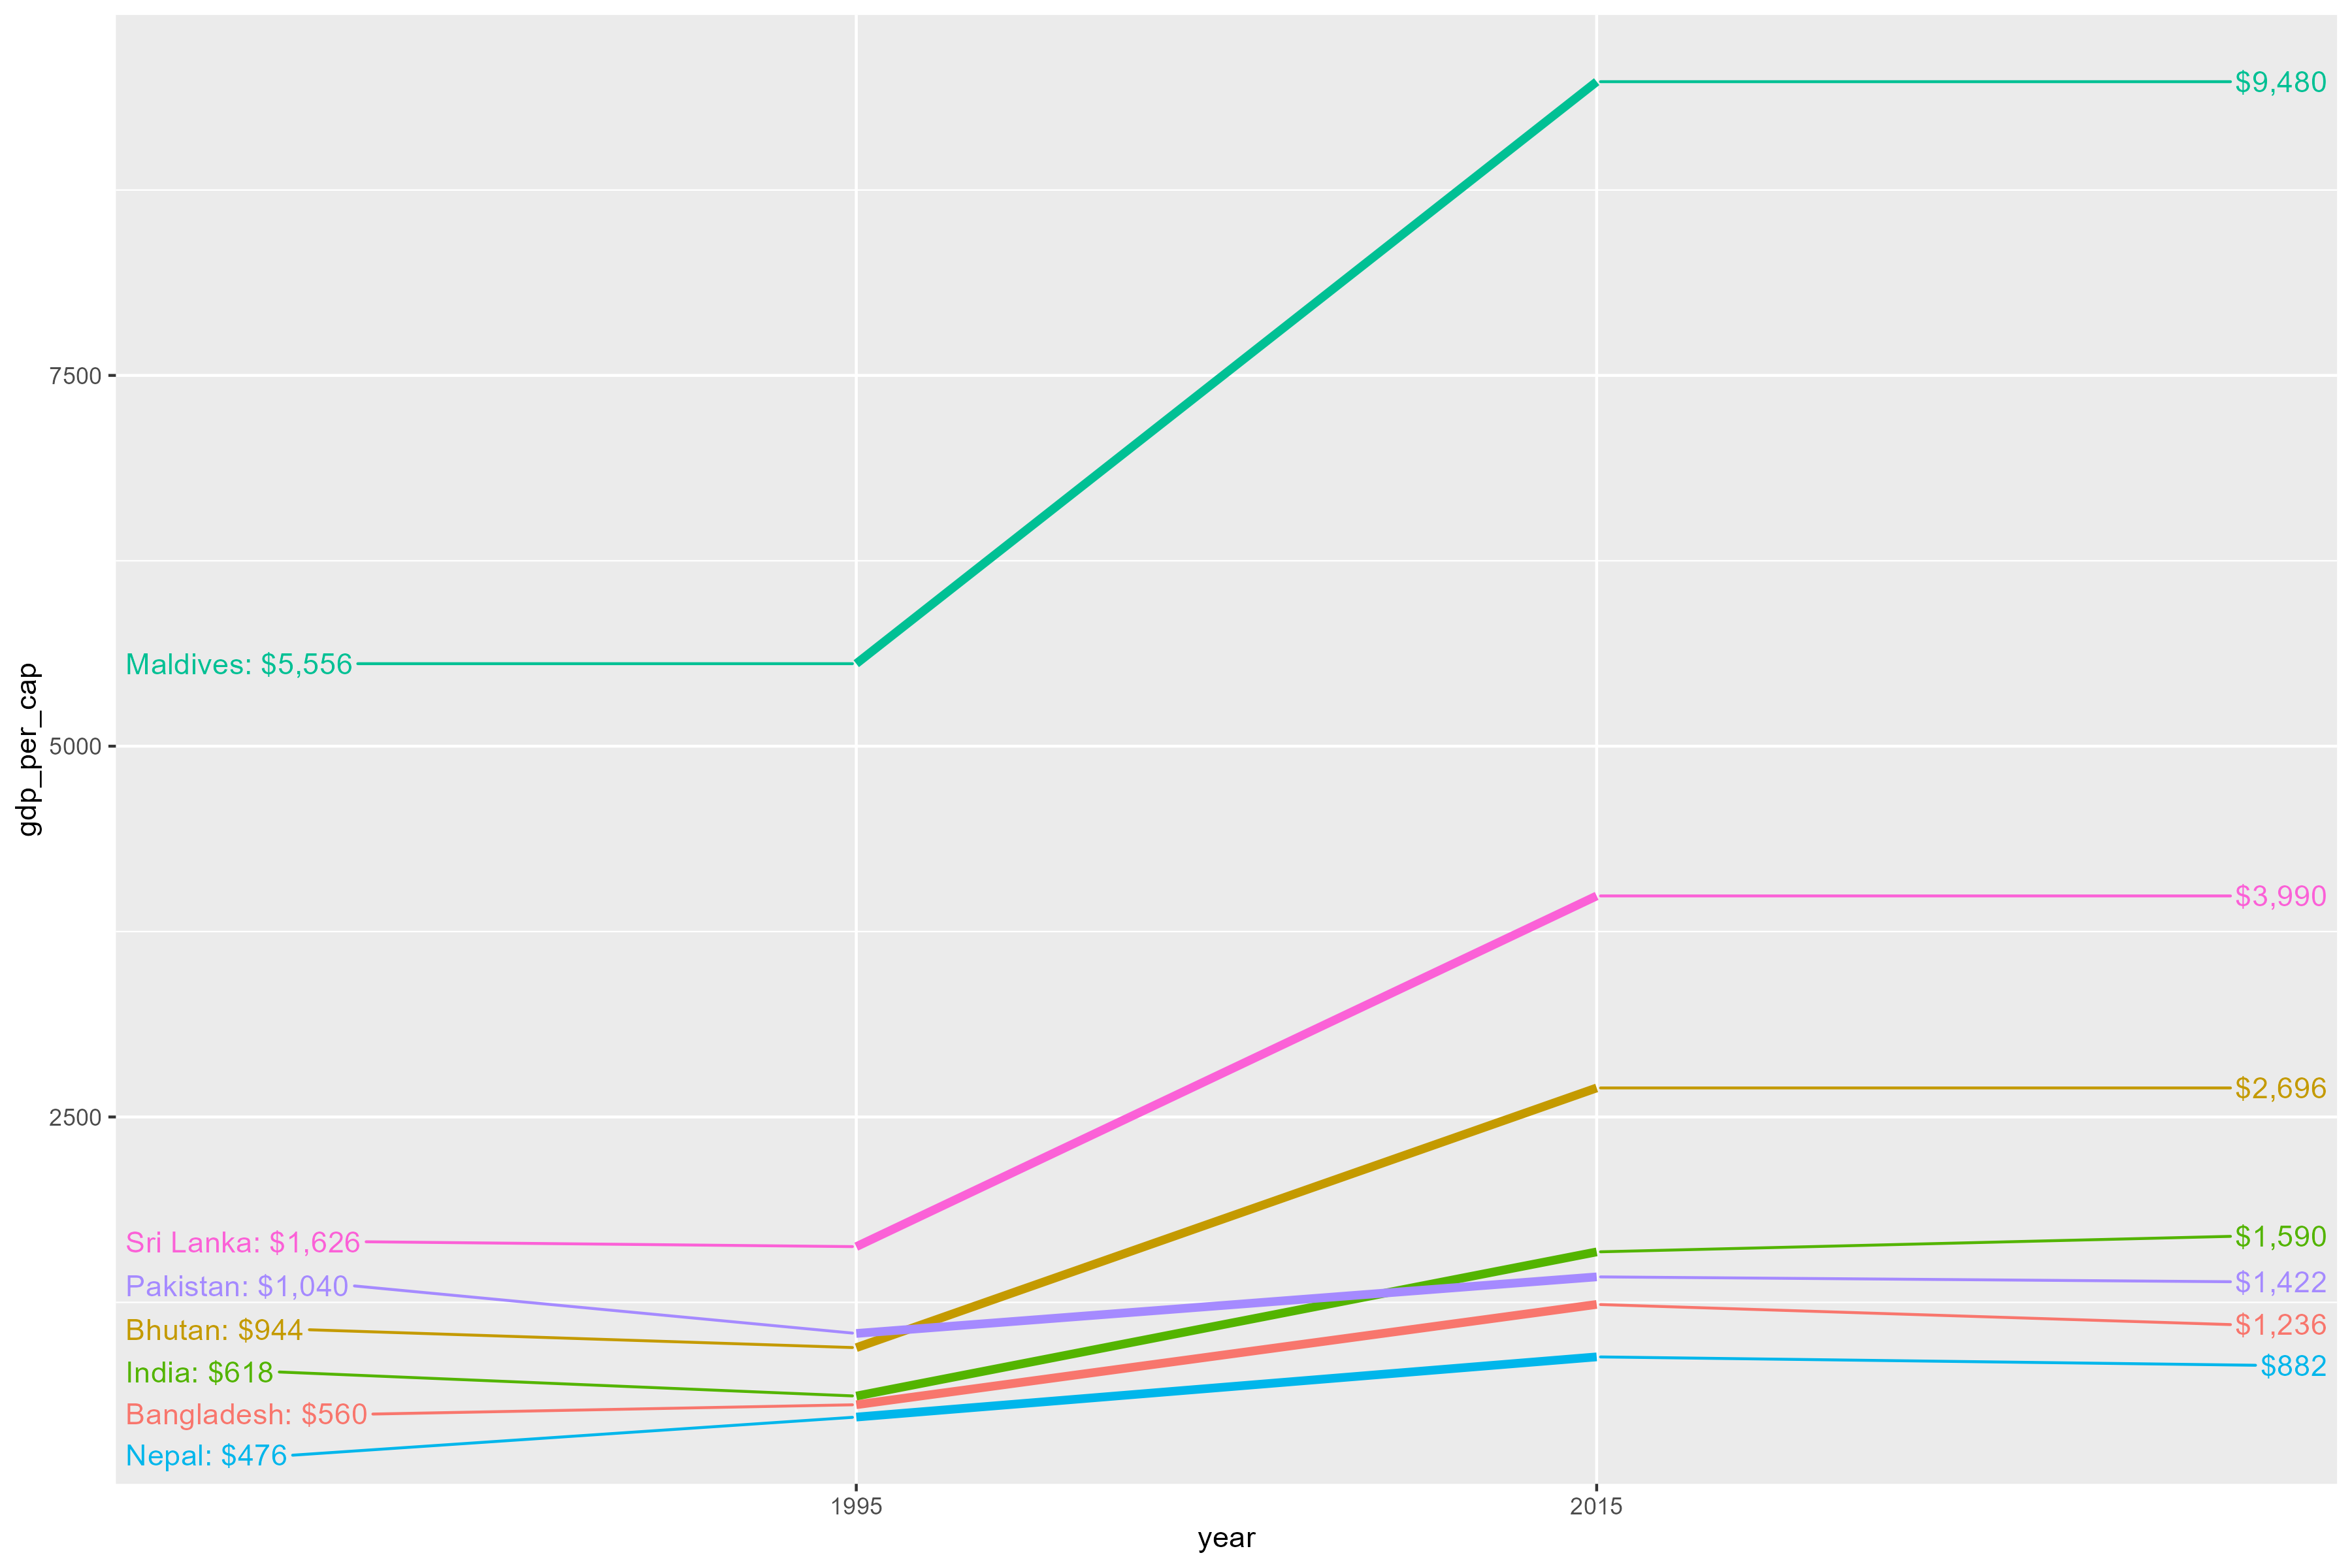 $9,480
7500
Maldives: $5,556
5000
gdp_per_cap
$3,990
$2,696
2500
Sri Lanka: $1,626
$1,590
Pakistan: $1,040
$1,422
Bhutan: $944
$1,236
India: $618
$882
Bangladesh: $560
Nepal: $476
1995
2015
year